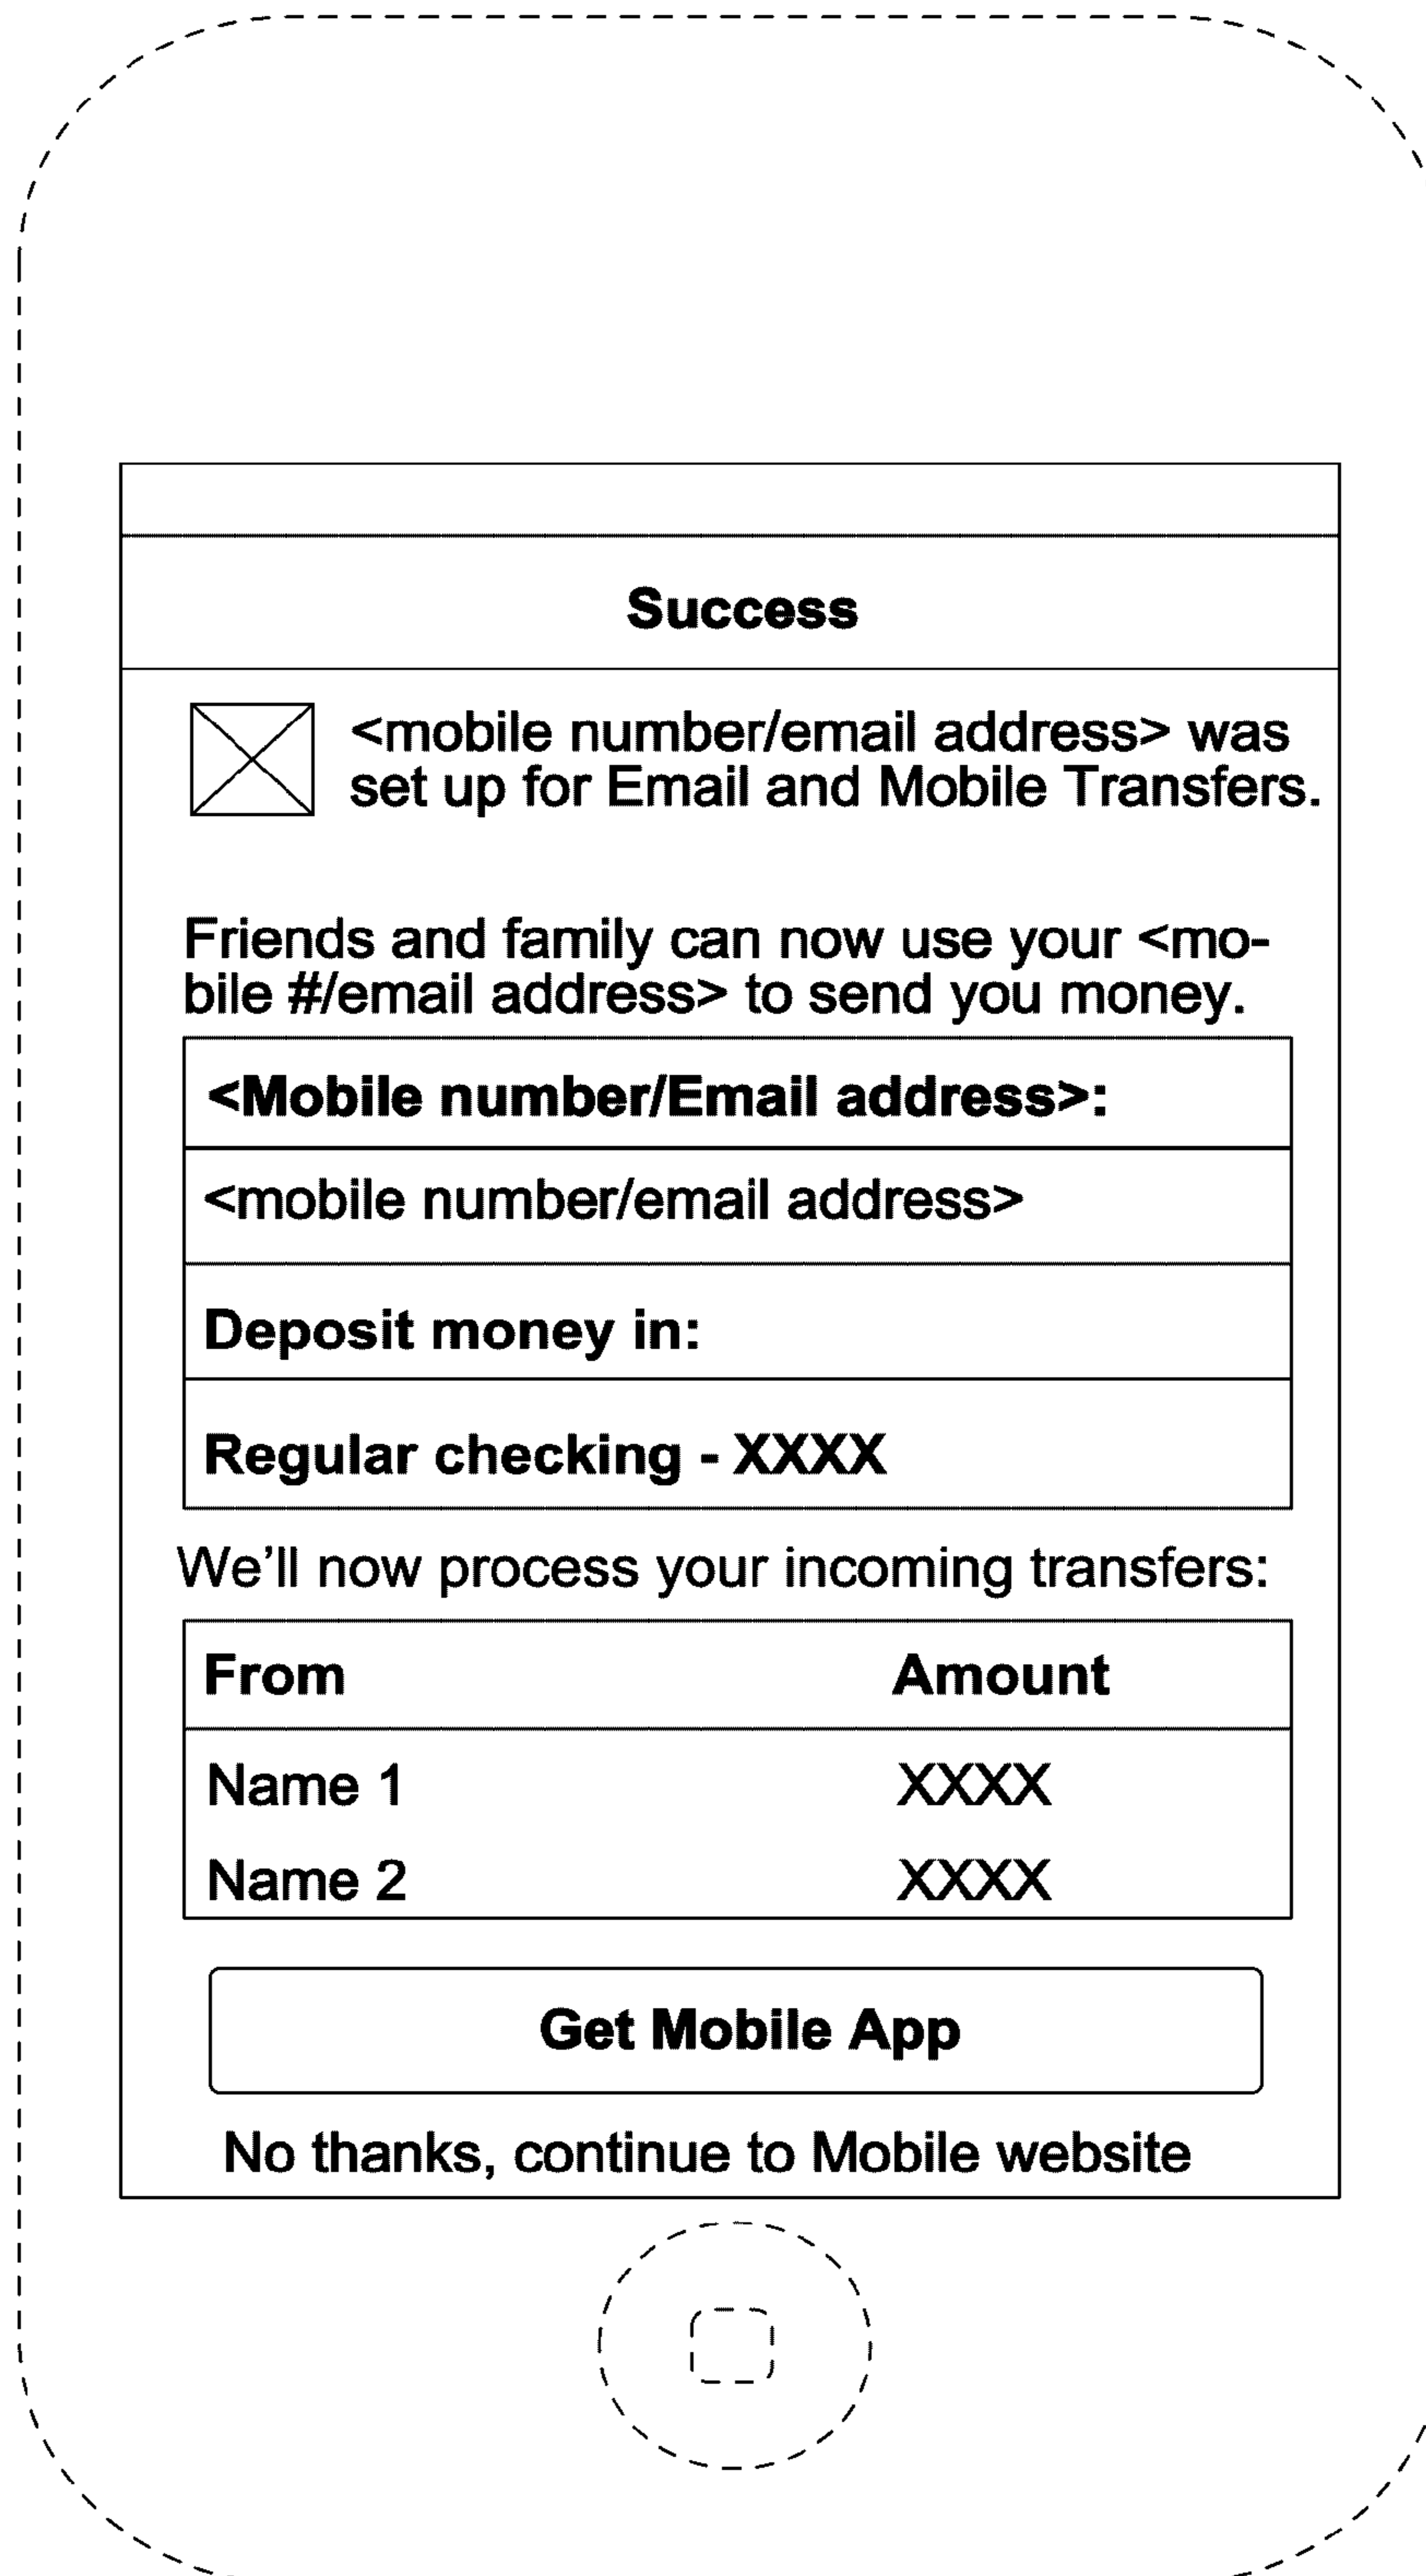 Success
<mobile number/email address> was
set up for Email and Mobile Transfers.
Friends and family can now use your <mo-
bile #/email address> to send you money.
<Mobile number/Email address>:
<mobile number/email address>
Deposit money in:
Regular checking - XXXX
We'll now process your incoming transfers:
From Amount
Name 1 XXXX
Name 2 XXXX
Get Mobile App
No thanks, continue to Mobile website